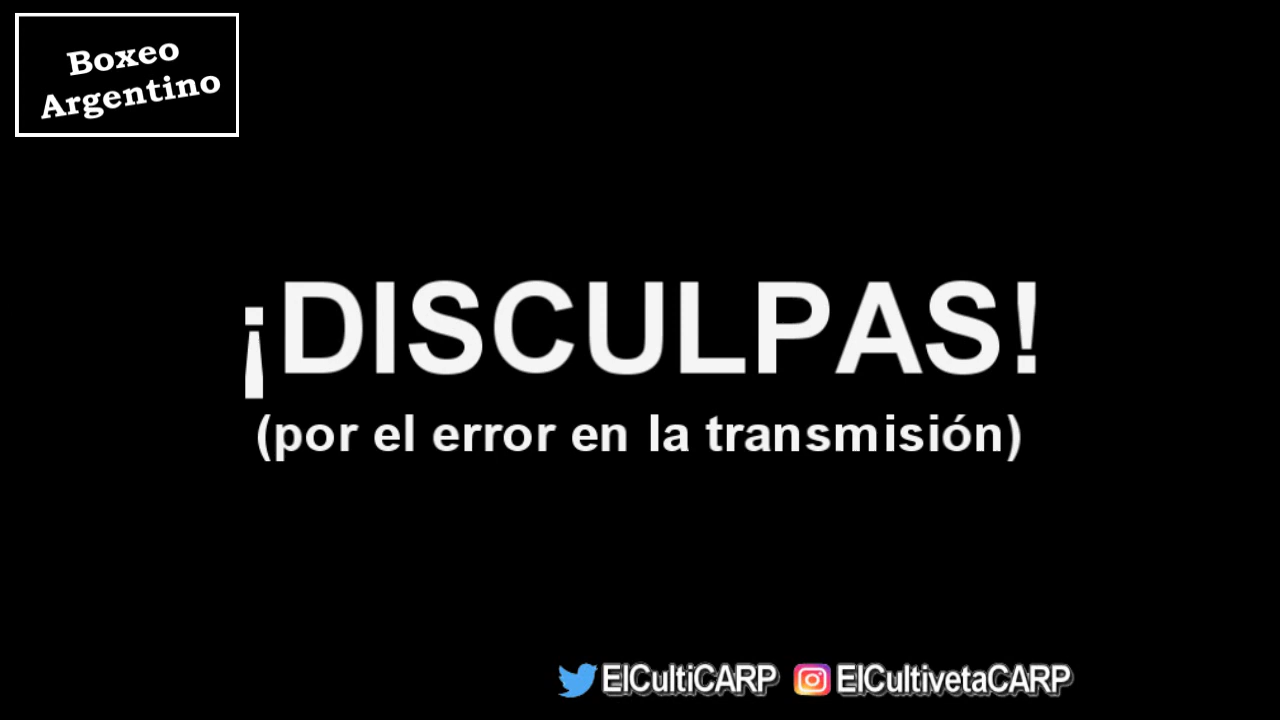 Boxeo
Argentino
¡DISCULPAS!
(por el error en la transmisión)
ElCultiCARP ElCultivetaCARP